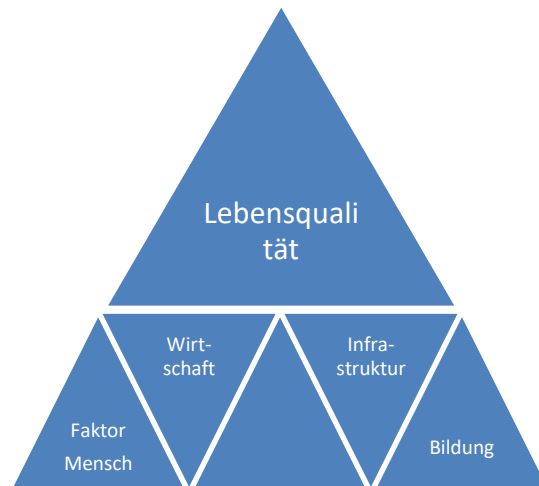 Lebensquali
tät
Wirt-
schaft
Infra-
struktur
Faktor
Mensch
Bildung